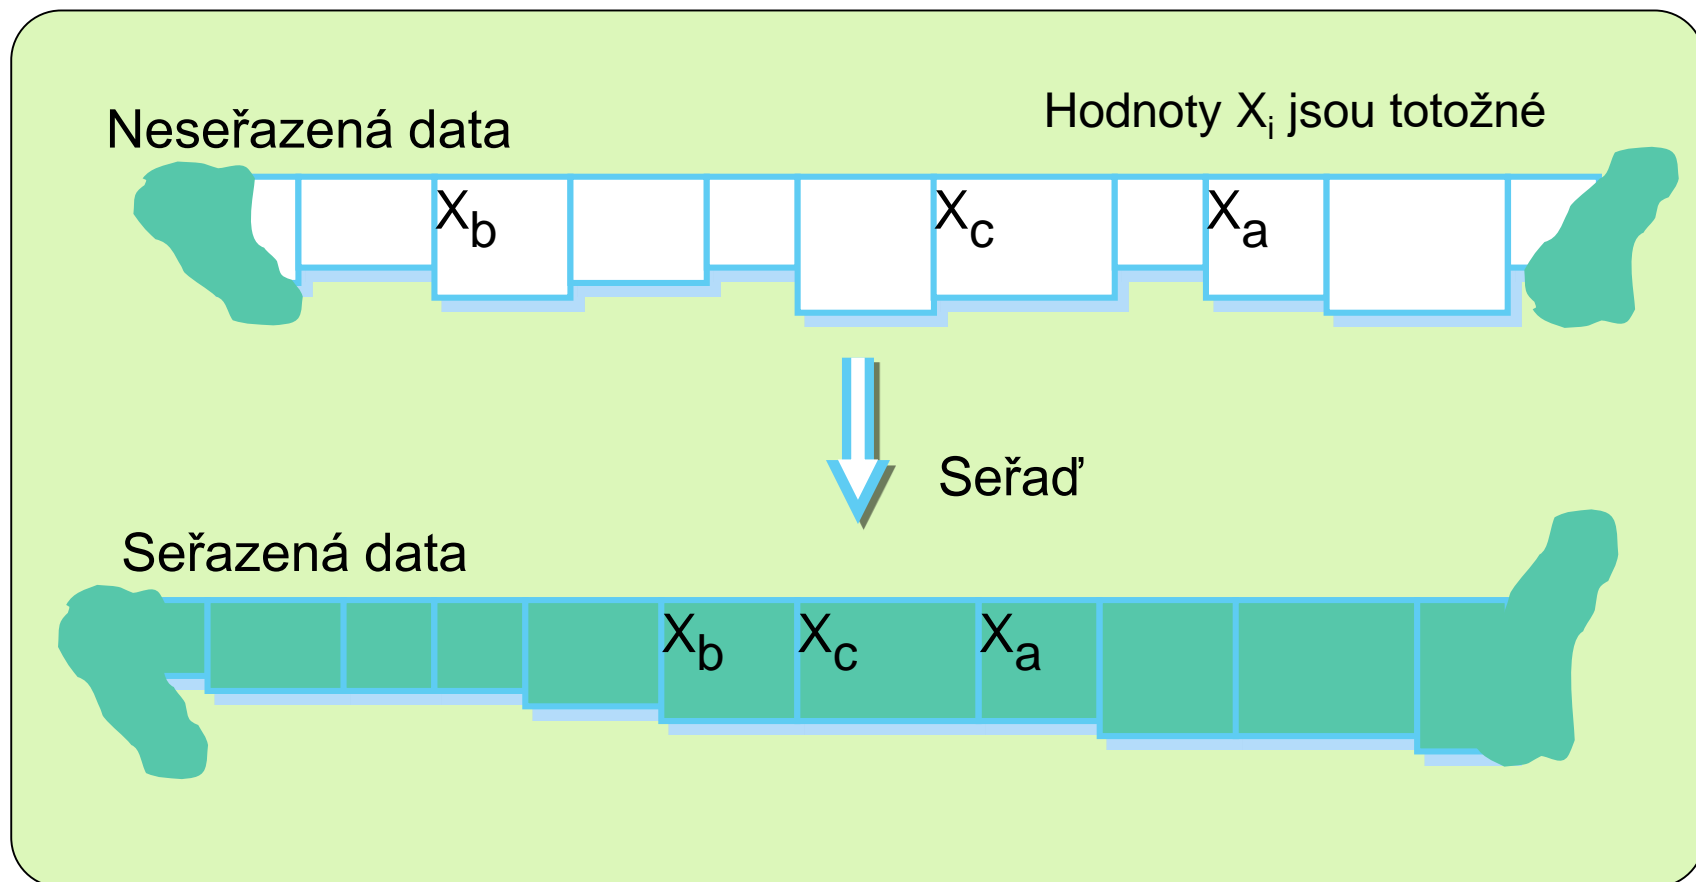 Neseřazená data
Hodnoty Xi jsou totožné
Xb Xc Xa
Seřaď
Seřazená data
Xb Xc Xa